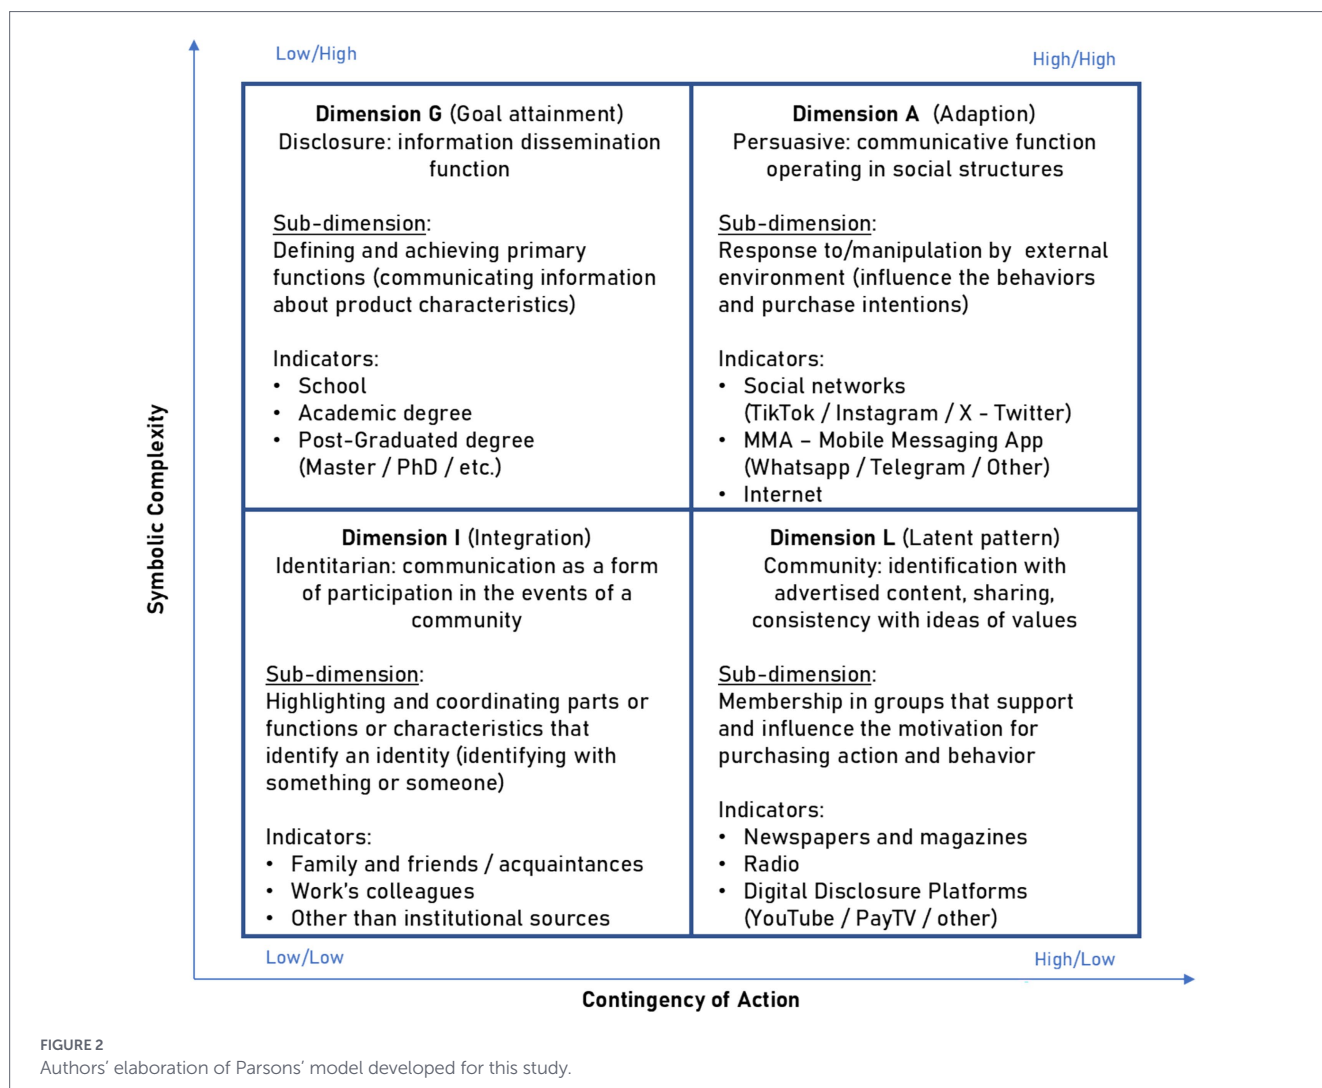 Low/High
High/High
Dimension G (Goal attainment)
Disclosure: information dissemination
function
Sub-dimension:
Defining and achieving primary
functions (communicating information
about product characteristics)
Indicators:
• School
• Academic degree
• Post-Graduated degree
(Master / PhD / etc.)
Dimension A (Adaption)
Persuasive: communicative function
operating in social structures
Sub-dimension:
Response to/manipulation by external
environment (influence the behaviors
and purchase intentions)
Indicators:
• Social networks
(TikTok / Instagram / X - Twitter)
• MMA – Mobile Messaging App
(Whatsapp / Telegram / Other)
• Internet
Symbolic Complexity
Dimension I (Integration)
Identitarian: communication as a form
of participation in the events of a
community
Sub-dimension:
Highlighting and coordinating parts or
functions or characteristics that
identify an identity (identifying with
something or someone)
Indicators:
• Family and friends / acquaintances
• Work's colleagues
• Other than institutional sources
Dimension L (Latent pattern)
Community: identification with
advertised content, sharing,
consistency with ideas of values
Sub-dimension:
Membership in groups that support
and influence the motivation for
purchasing action and behavior
Indicators:
• Newspapers and magazines
• Radio
• Digital Disclosure Platforms
(YouTube / PayTV / other)
Low/Low
High/Low
Contingency of Action
FIGURE 2
Authors' elaboration of Parsons' model developed for this study.